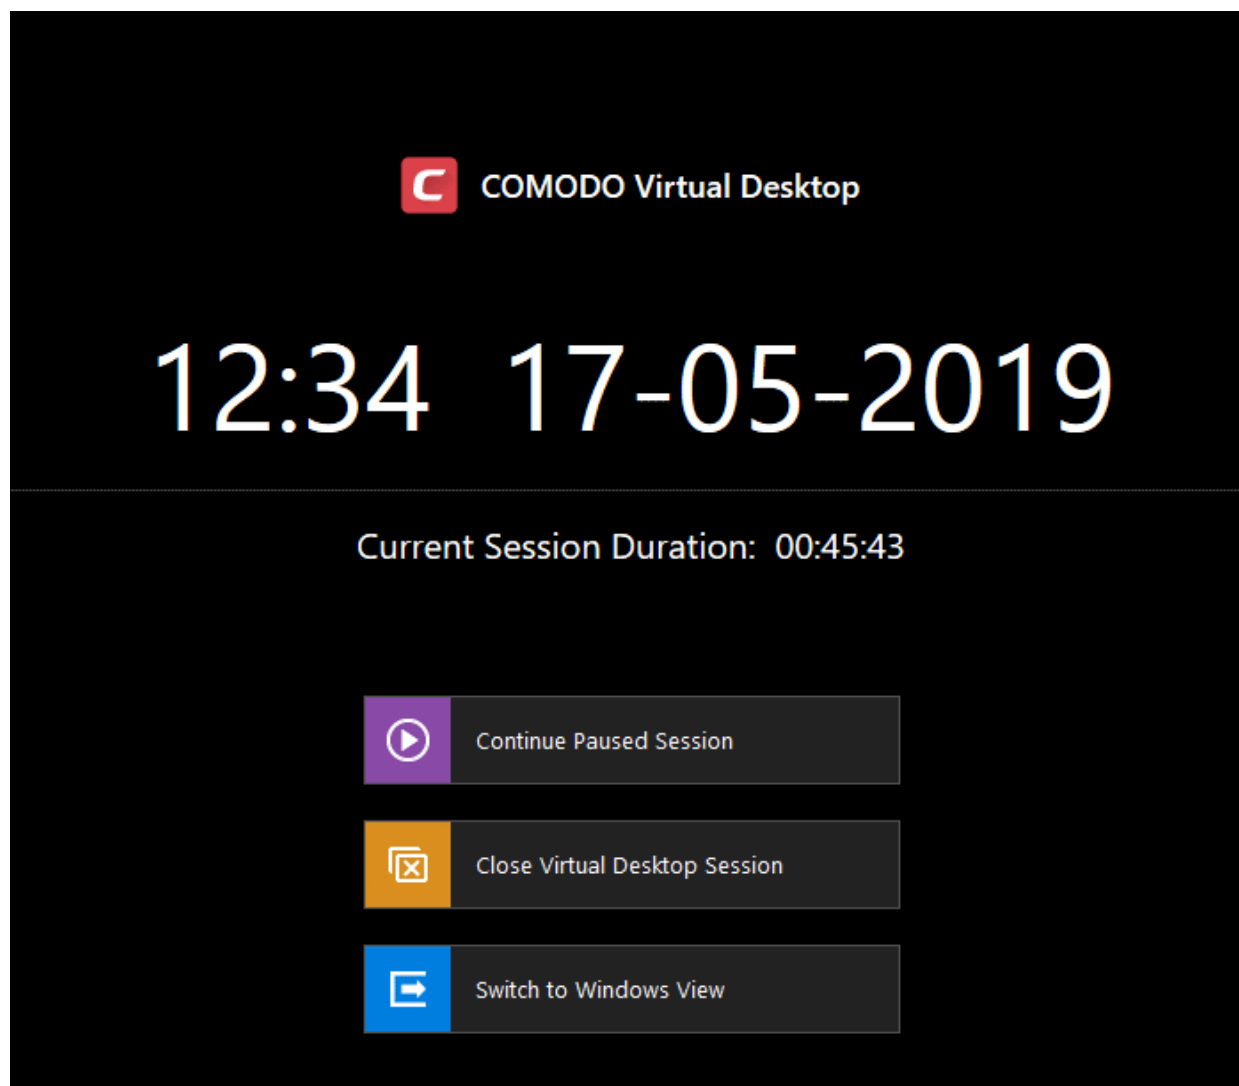 COMODO Virtual Desktop
12:34 17-05-2019
Current Session Duration: 00:45:43
Continue Paused Session
Close Virtual Desktop Session
Switch to Windows View